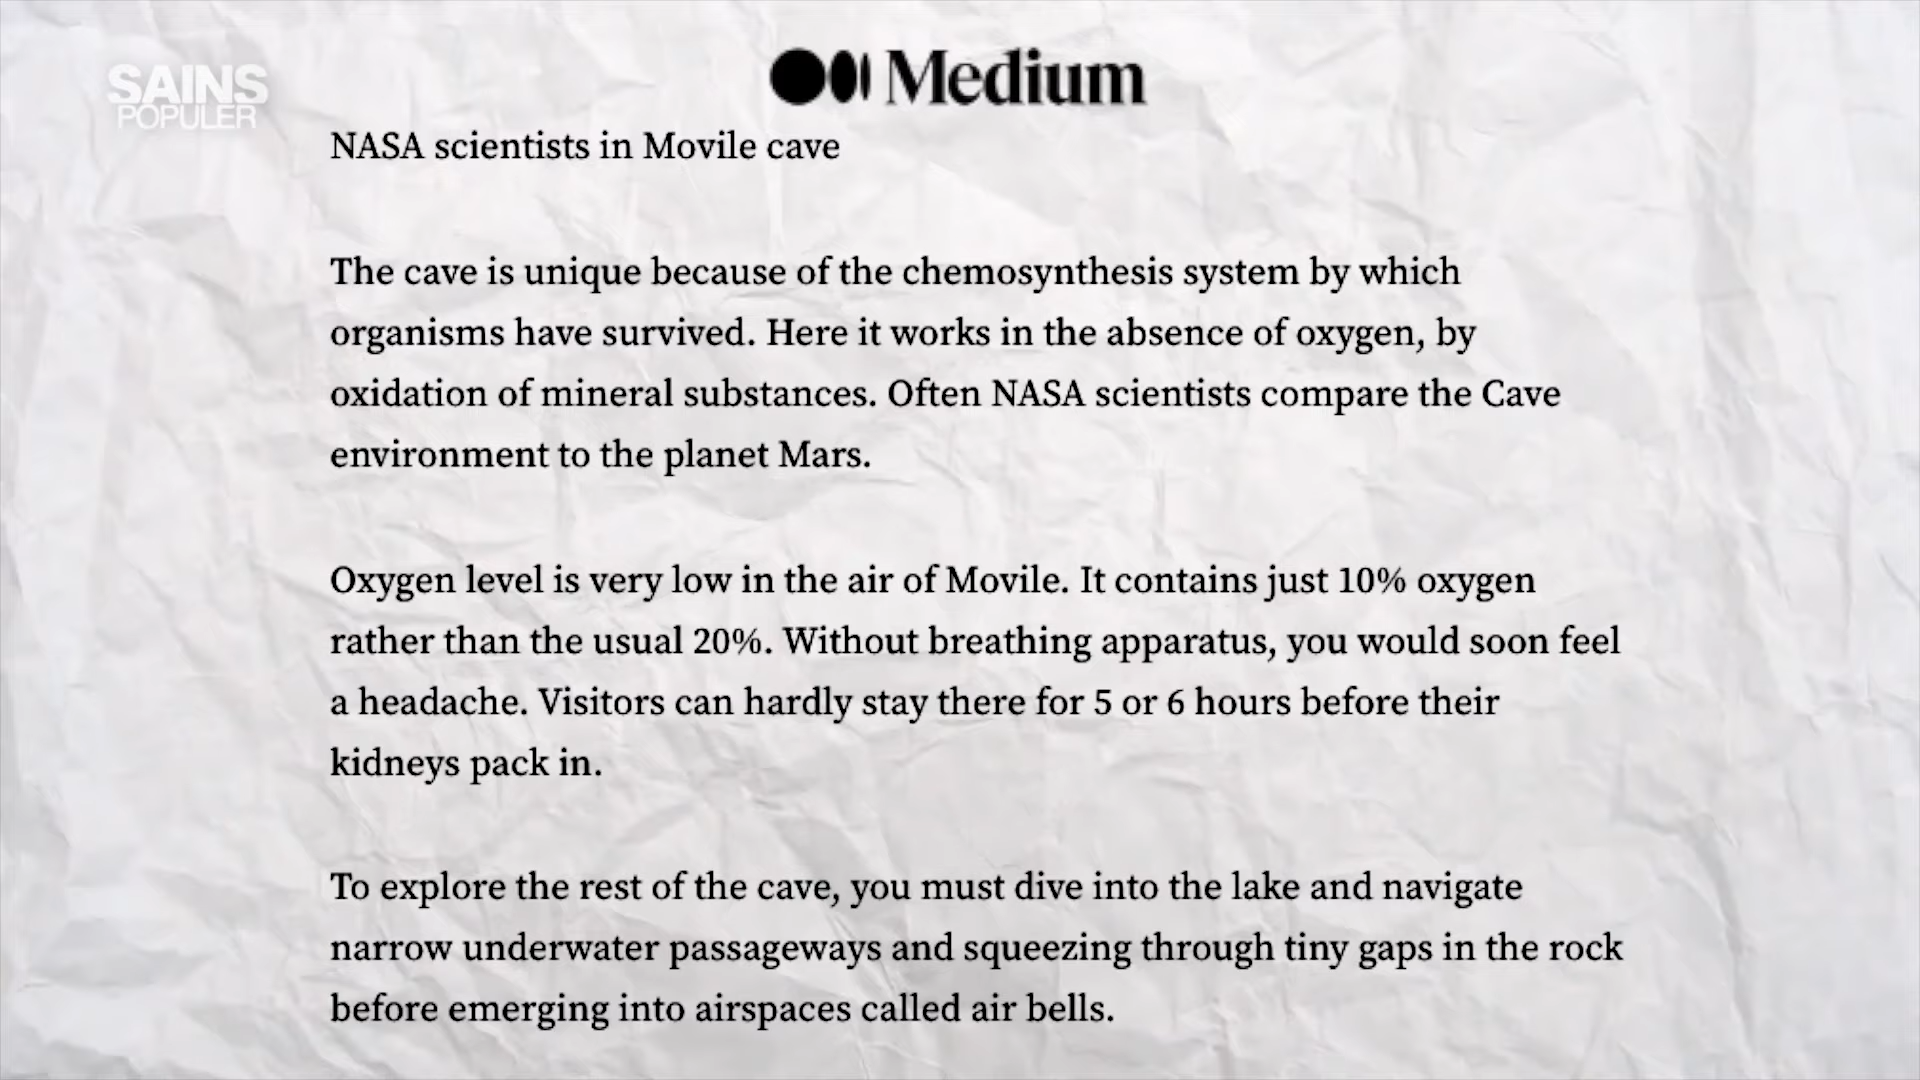 SAINS
POPULER
Medium
NASA scientists in Movile cave
The cave is unique because of the chemosynthesis system by which
organisms have survived. Here it works in the absence of oxygen, by
oxidation of mineral substances. Often NASA scientists compare the Cave
environment to the planet Mars.
Oxygen level is very low in the air of Movile. It contains just 10% oxygen
rather than the usual 20%. Without breathing apparatus, you would soon feel
a headache. Visitors can hardly stay there for 5 or 6 hours before their
kidneys pack in.
To explore the rest of the cave, you must dive into the lake and navigate
narrow underwater passageways and squeezing through tiny gaps in the rock
before emerging into airspaces called air bells.